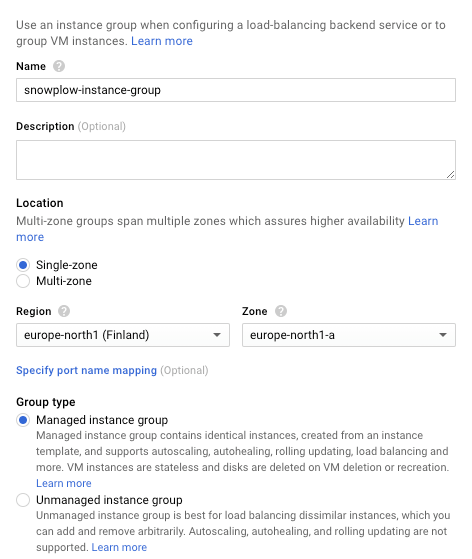 Use an instance group when configuring a load-balancing backend service or to
group VM instances. Learn more
Name
snowplow-instance-group
Description (Optional)
Location
Multi-zone groups span multiple zones which assures higher availability Learn
more
Single-zone
Multi-zone
Region Zone
europe-north1 (Finland) europe-north1-a
Specify port name mapping (Optional)
Group type
Managed instance group
Managed instance group contains identical instances, created from an instance
template, and supports autoscaling, autohealing, rolling updating, load balancing and
more. VM instances are stateless and disks are deleted on VM deletion or recreation.
Learn more
Unmanaged instance group
Unmanaged instance group is best for load balancing dissimilar instances, which you
can add and remove arbitrarily. Autoscaling, autohealing, and rolling updating are not
supported. Learn more